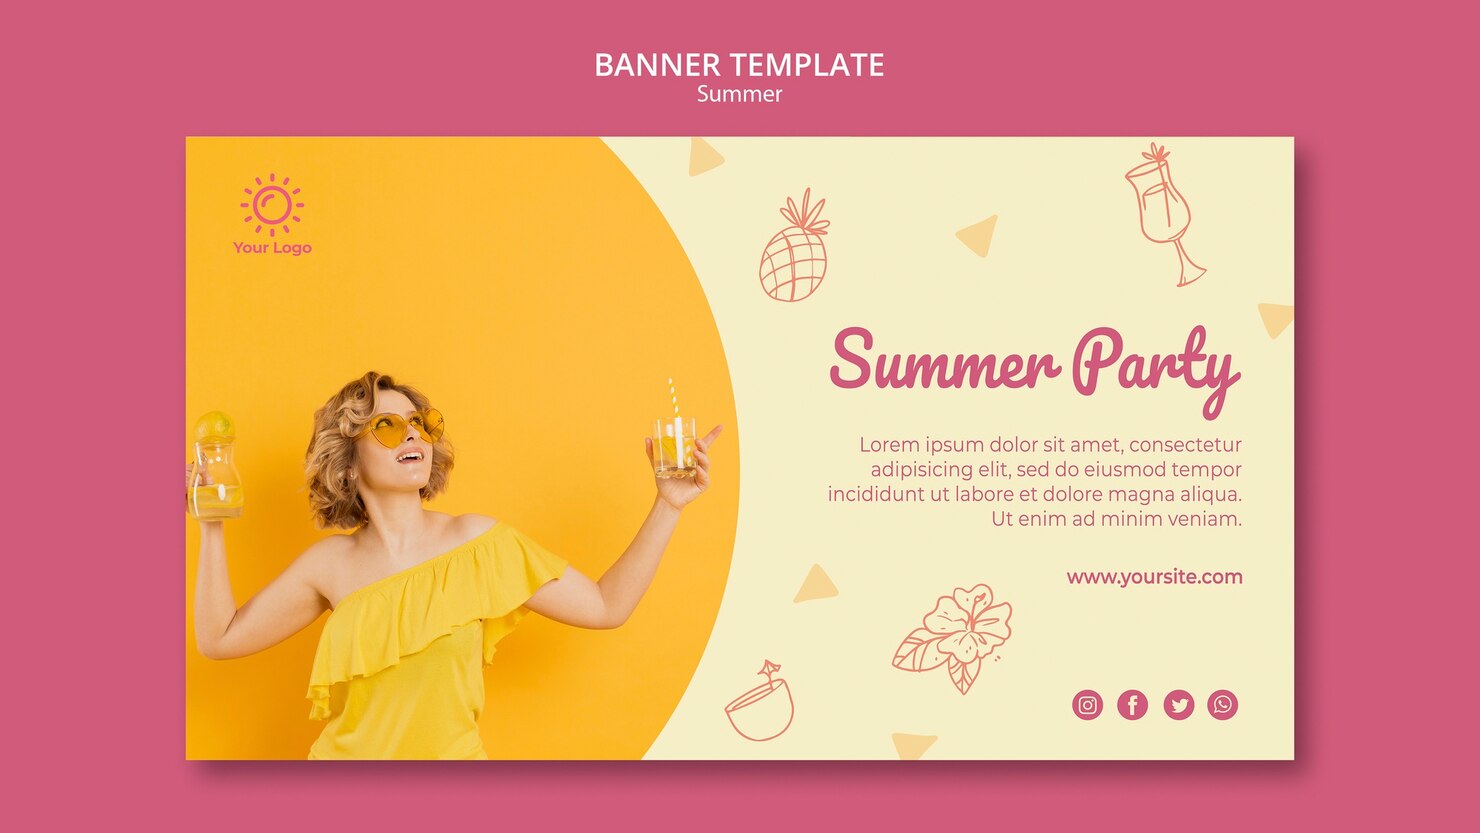 BANNER TEMPLATE
Summer
Your Logo
Summer Party
Lorem ipsum dolor sit amet, consectetur
adipisicing elit, sed do eiusmod tempor
incididunt ut labore et dolore magna aliqua.
Ut enim ad minim veniam.
www.yoursite.com